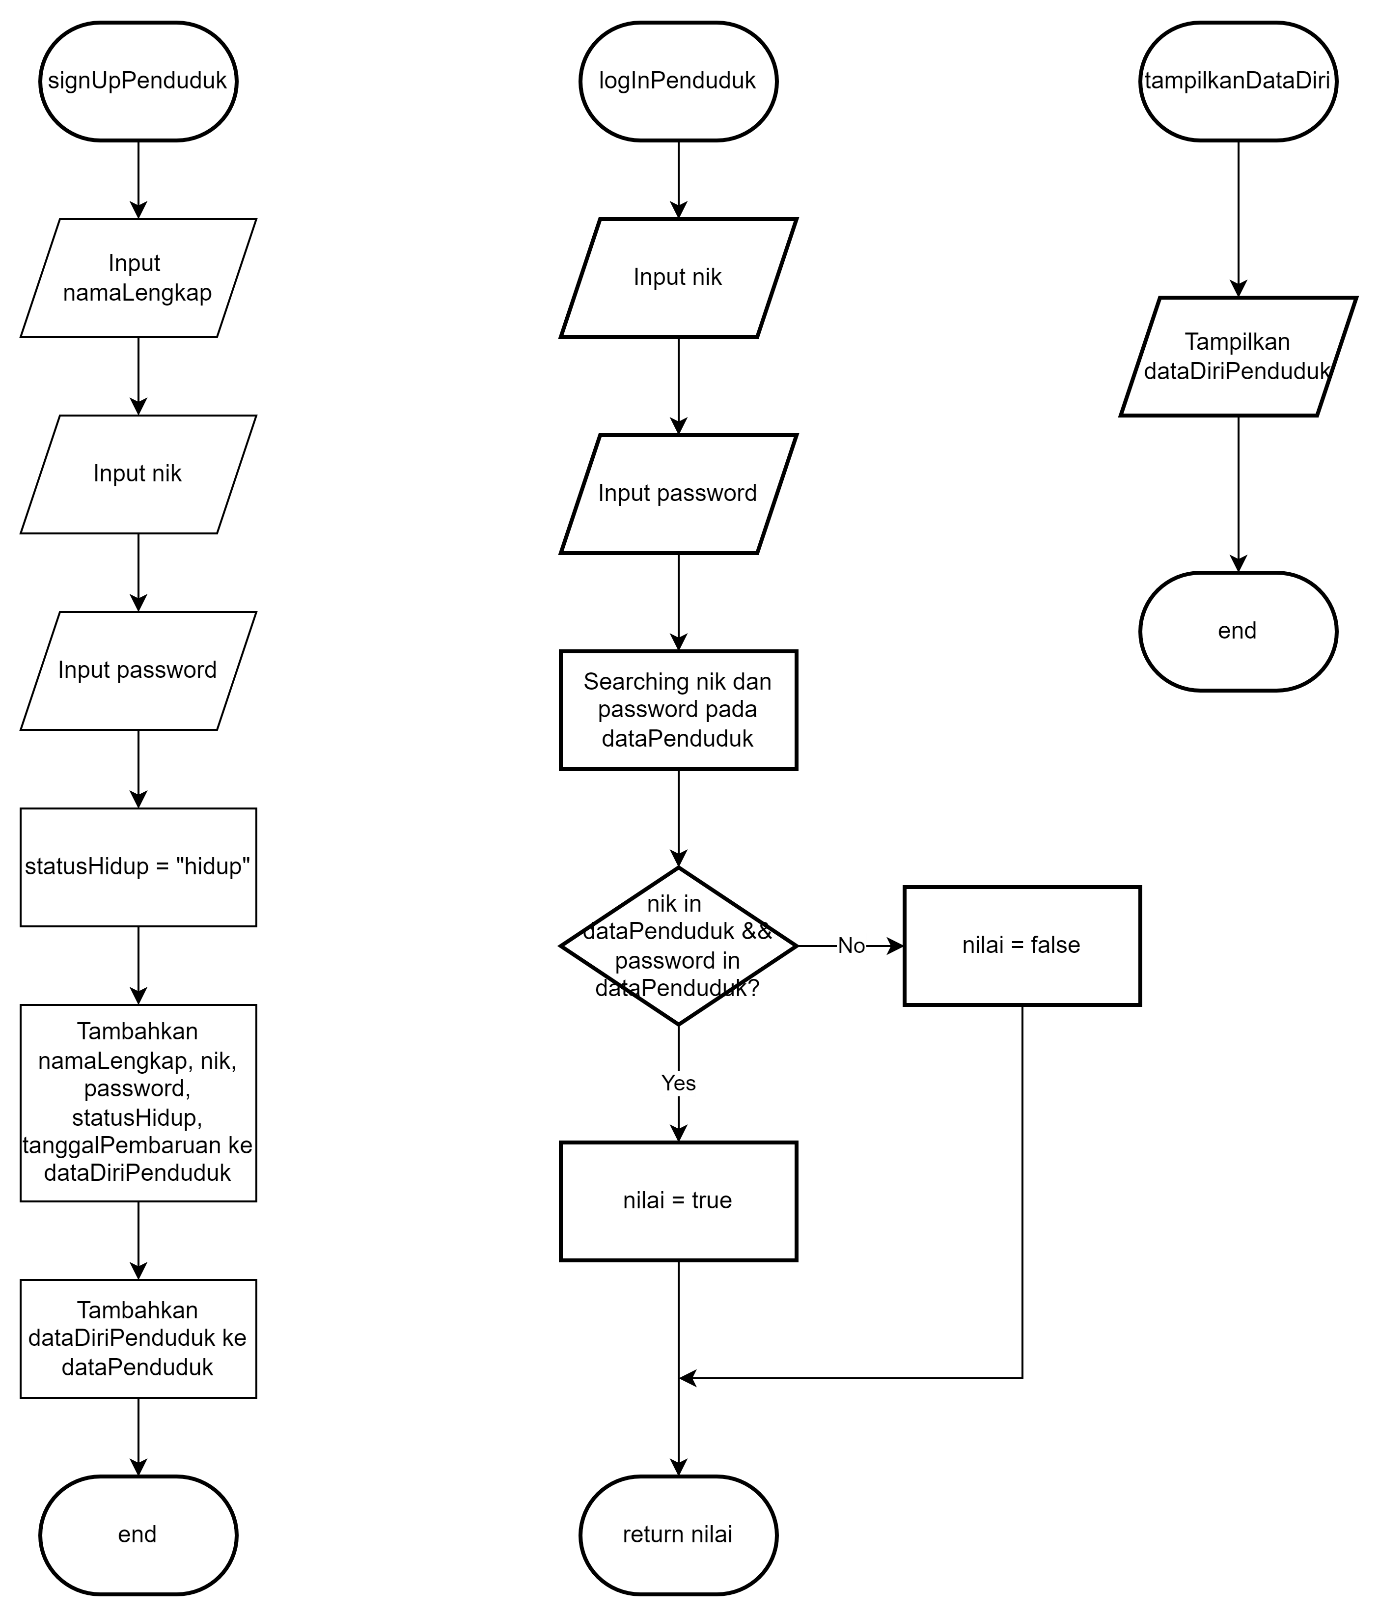 signUpPenduduk
Input
namaLengkap
Input nik
Input password
statusHidup = "hidup"
Tambahkan
namaLengkap, nik,
password,
statusHidup,
tanggalPembaruan ke
dataDiriPenduduk
Tambahkan
dataDiriPenduduk ke
dataPenduduk
end
logInPenduduk
Input nik
Input password
Searching nik dan
password pada
dataPenduduk
nik in
dataPenduduk &&
password in
dataPenduduk?
No
nilai = false
Yes
nilai = true
return nilai
tampilkanDataDiri
Tampilkan
dataDiriPenduduk
end